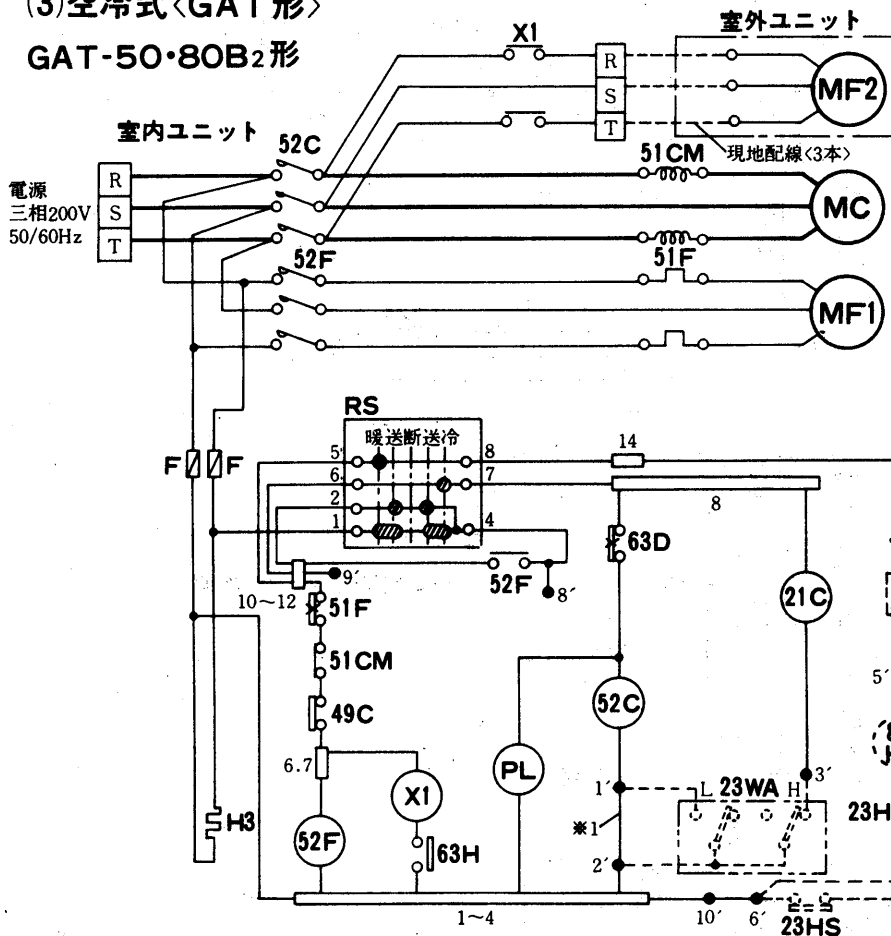 (3)空冷式〈GAT形〉
GAT-50・80B2形
室外ユニット
X1
R
S
T
MF2
現地配線〈3本〉
室内ユニット
52C
51CM
電源
三相200V
50/60Hz
R
S
T
MC
52F
51F
MF1
RS
暖送断送冷
5
8
6
7
2
1
4
14
8
F
F
63D
52F
8′
9′
10~12
51F
21C
51CM
5′
52C
49C
6.7
PL
X1
1′
L
23WA
H
3′
※1
23H
H3
52F
63H
2′
1~4
10′
6′
23HS